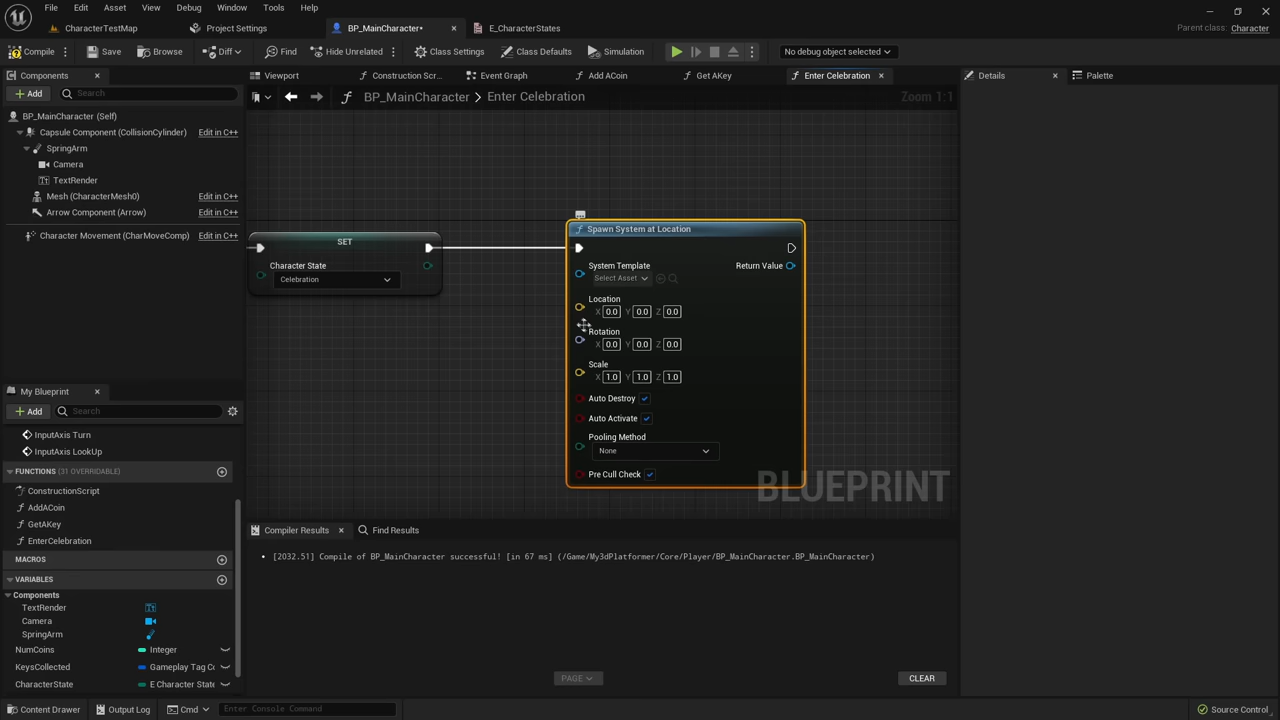 File Edit Asset View Debug Window Tools Help
CharacterTestMap Project Settings BP_MainCharacter• E_CharacterStates Parent class: Character
Compile Save Browse Diff Find Hide Unrelated Class Settings Class Defaults Simulation No debug object selected
Components Viewport Construction Scr... Event Graph Add ACoin Get AKey Enter Celebration Details Palette
Add Search BP_MainCharacter > Enter Celebration Zoom 1:1
BP_MainCharacter (Self)
Capsule Component (CollisionCylinder) Edit in C++
SpringArm
Camera
TextRender
Mesh (CharacterMesh0) Edit in C++
Arrow Component (Arrow) Edit in C++
Character Movement (CharMoveComp) Edit in C++
SET
Character State
Celebration
Spawn System at Location
System Template Return Value
Select Asset
Location
X 0.0 Y 0.0 Z 0.0
Rotation
X 0.0 Y 0.0 Z 0.0
Scale
X 1.0 Y 1.0 Z 1.0
Auto Destroy
Auto Activate
Pooling Method
None
Pre Cull Check
BLUEPRINT
My Blueprint
Add Search
InputAxis Turn
InputAxis LookUp
FUNCTIONS (31 OVERRIDABLE)
ConstructionScript
AddACoin
GetAKey
EnterCelebration
MACROS
VARIABLES
Components
TextRender
Camera
SpringArm
NumCoins Integer
KeysCollected Gameplay Tag Co
CharacterState E Character State
Compiler Results Find Results
[2032.51] Compile of BP_MainCharacter successful! [in 67 ms] (/Game/My3dPlatformer/Core/Player/BP_MainCharacter.BP_MainCharacter)
PAGE CLEAR
Content Drawer Output Log Cmd Enter Console Command Source Control